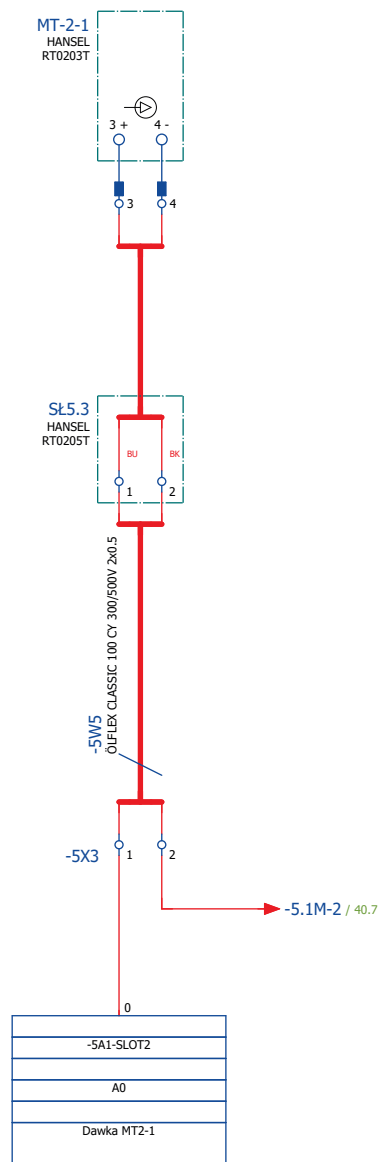 MT-2-1
HANSEL
RT0203T
3 + 4 -
3 4
SŁ5.3
HANSEL
RT0205T
BU BK
1 2
-5W5
ÖLFLEX CLASSIC 100 CY 300/500V 2x0.5
-5X3
1 2
-5.1M-2 / 40.7
0
-5A1-SLOT2
A0
Dawka MT2-1